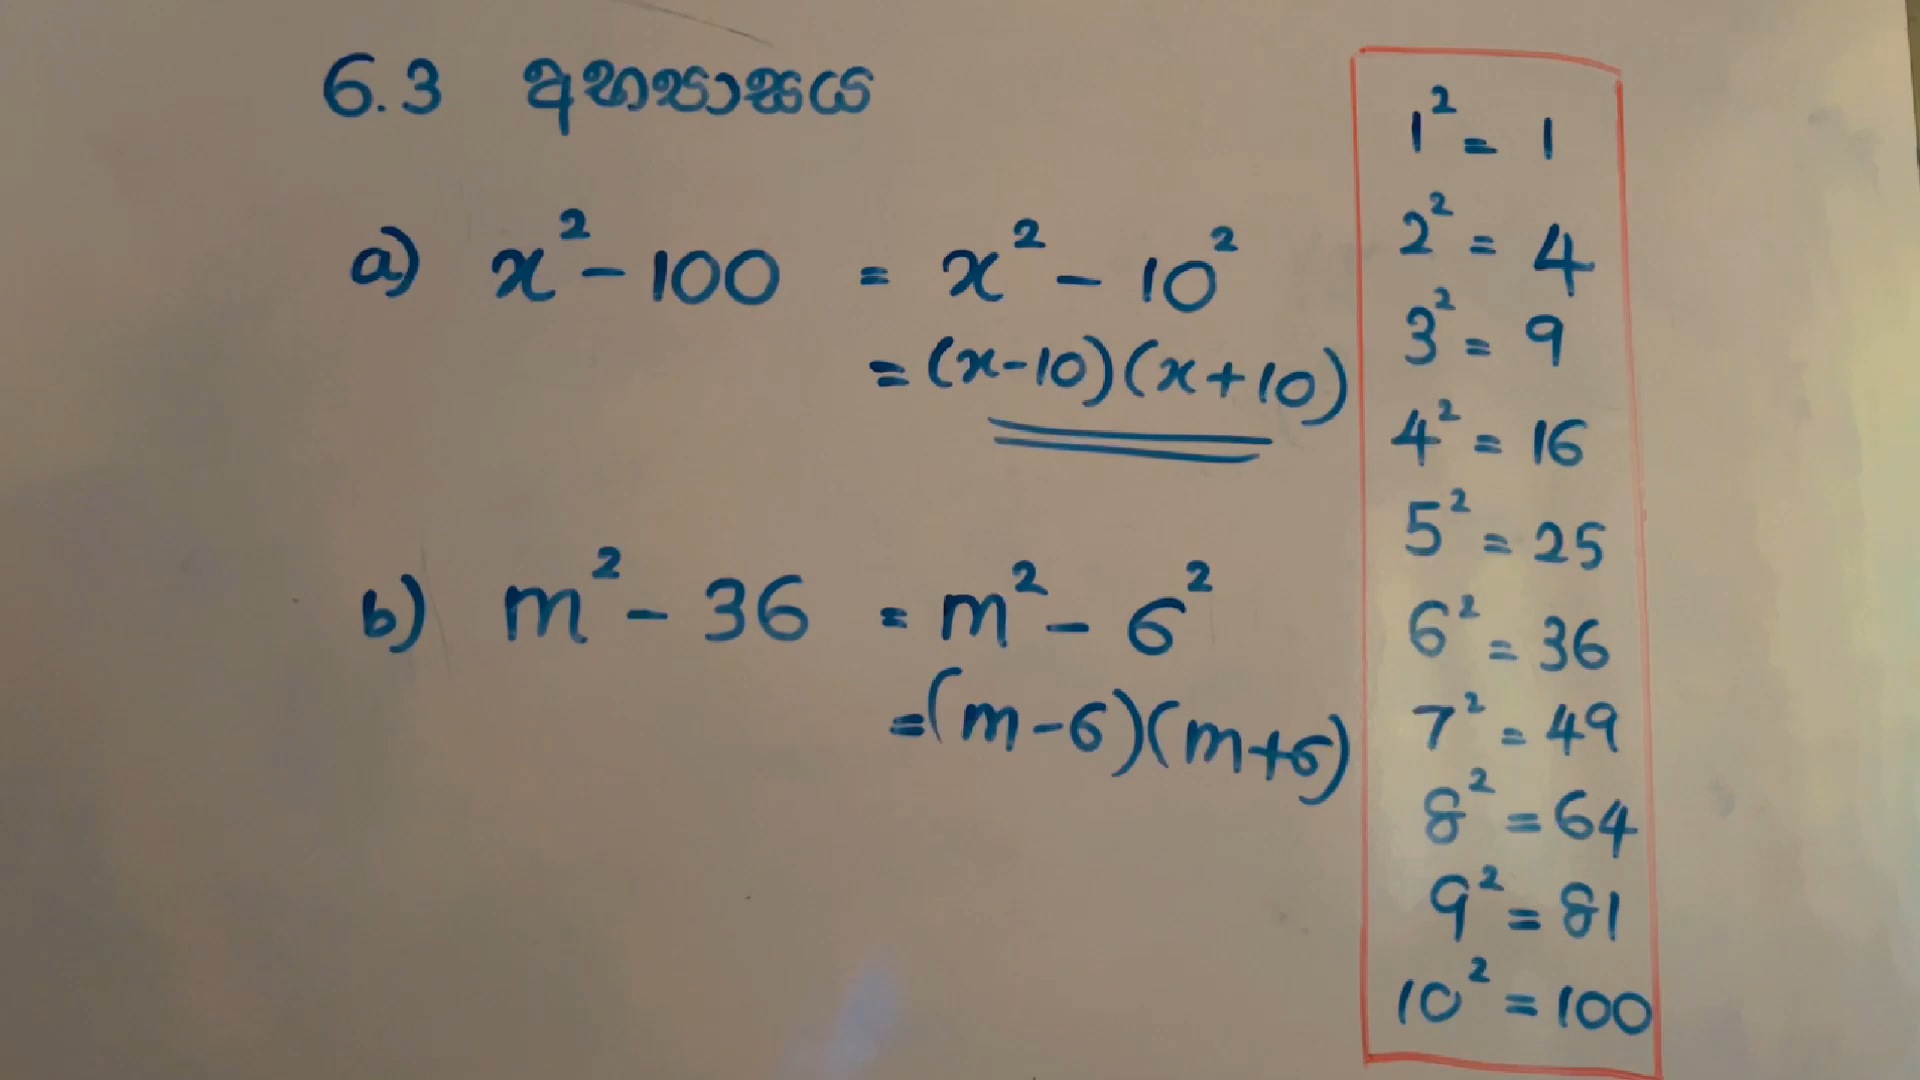 6.3 අභ්‍යාසය
a) x² - 100 = x² - 10²
= (x-10)(x+10)
b) m² - 36 = m² - 6²
= (m-6)(m+6)
1² = 1
2² = 4
3² = 9
4² = 16
5² = 25
6² = 36
7² = 49
8² = 64
9² = 81
10² = 100